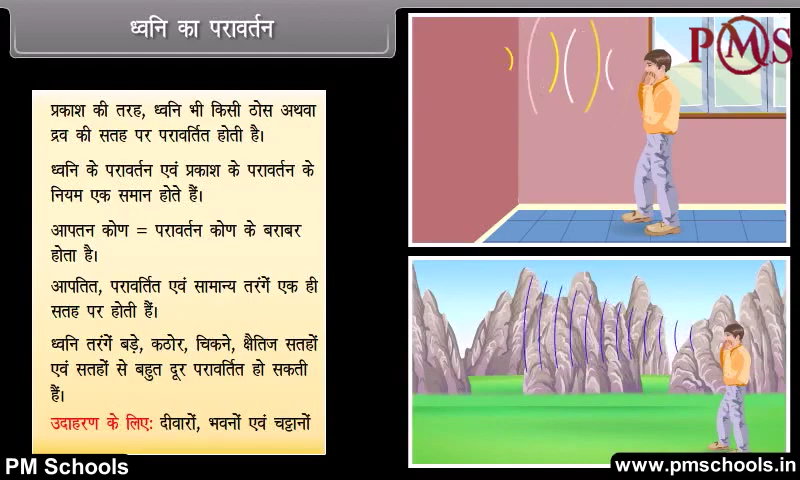 ध्वनि का परावर्तन
PMS
प्रकाश की तरह, ध्वनि भी किसी ठोस अथवा
द्रव की सतह पर परावर्तित होती है।
ध्वनि के परावर्तन एवं प्रकाश के परावर्तन के
नियम एक समान होते हैं।
आपतन कोण = परावर्तन कोण के बराबर
होता है।
आपतित, परावर्तित एवं सामान्य तरंगें एक ही
सतह पर होती हैं।
ध्वनि तरंगें बड़े, कठोर, चिकने, क्षैतिज सतहों
एवं सतहों से बहुत दूर परावर्तित हो सकती
हैं।
उदाहरण के लिए: दीवारों, भवनों एवं चट्टानों
PM Schools
www.pmschools.in